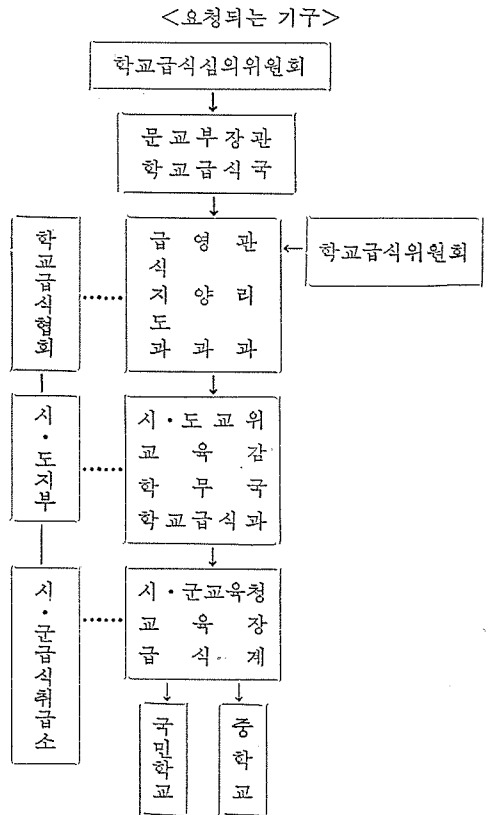 <요청되는 기구>
학교급식심의위원회
문교부장관
학교급식국
학교급식협회
급식지도과
영양과
관리과
학교급식위원회
시·도지부
시·도교위
교육감
학무국
학교급식과
시·군급식취급소
시·군교육청
교육장
급식계
국민학교
중학교